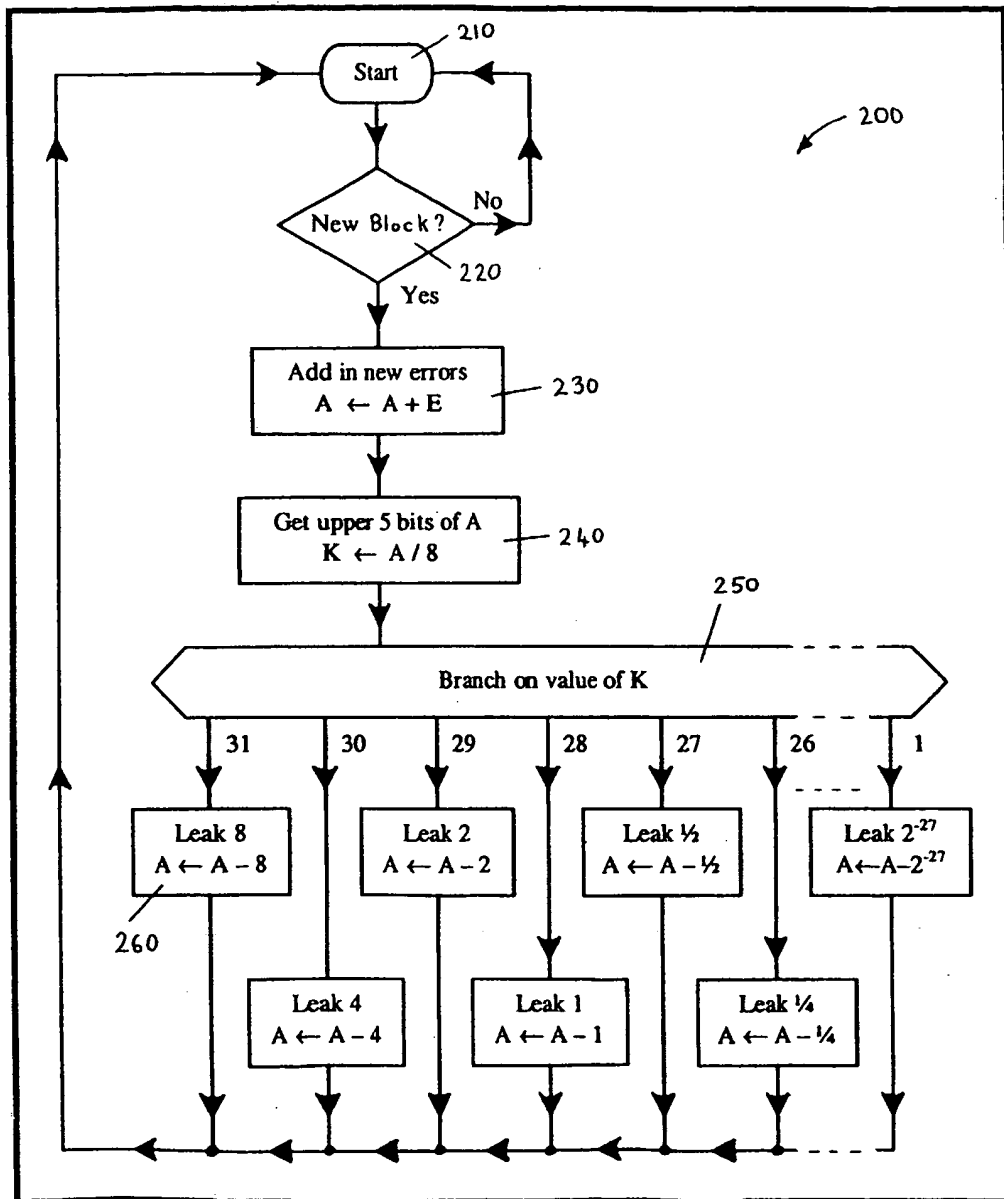 210
Start
200
No
New Block?
220
Yes
Add in new errors
A ← A + E
230
Get upper 5 bits of A
K ← A / 8
240
250
Branch on value of K
31 30 29 28 27 26 1
Leak 8
A ← A – 8
Leak 2
A ← A – 2
Leak ½
A ← A – ½
Leak 2⁻²⁷
A←A–2⁻²⁷
260
Leak 4
A ← A – 4
Leak 1
A ← A – 1
Leak ¼
A ← A – ¼